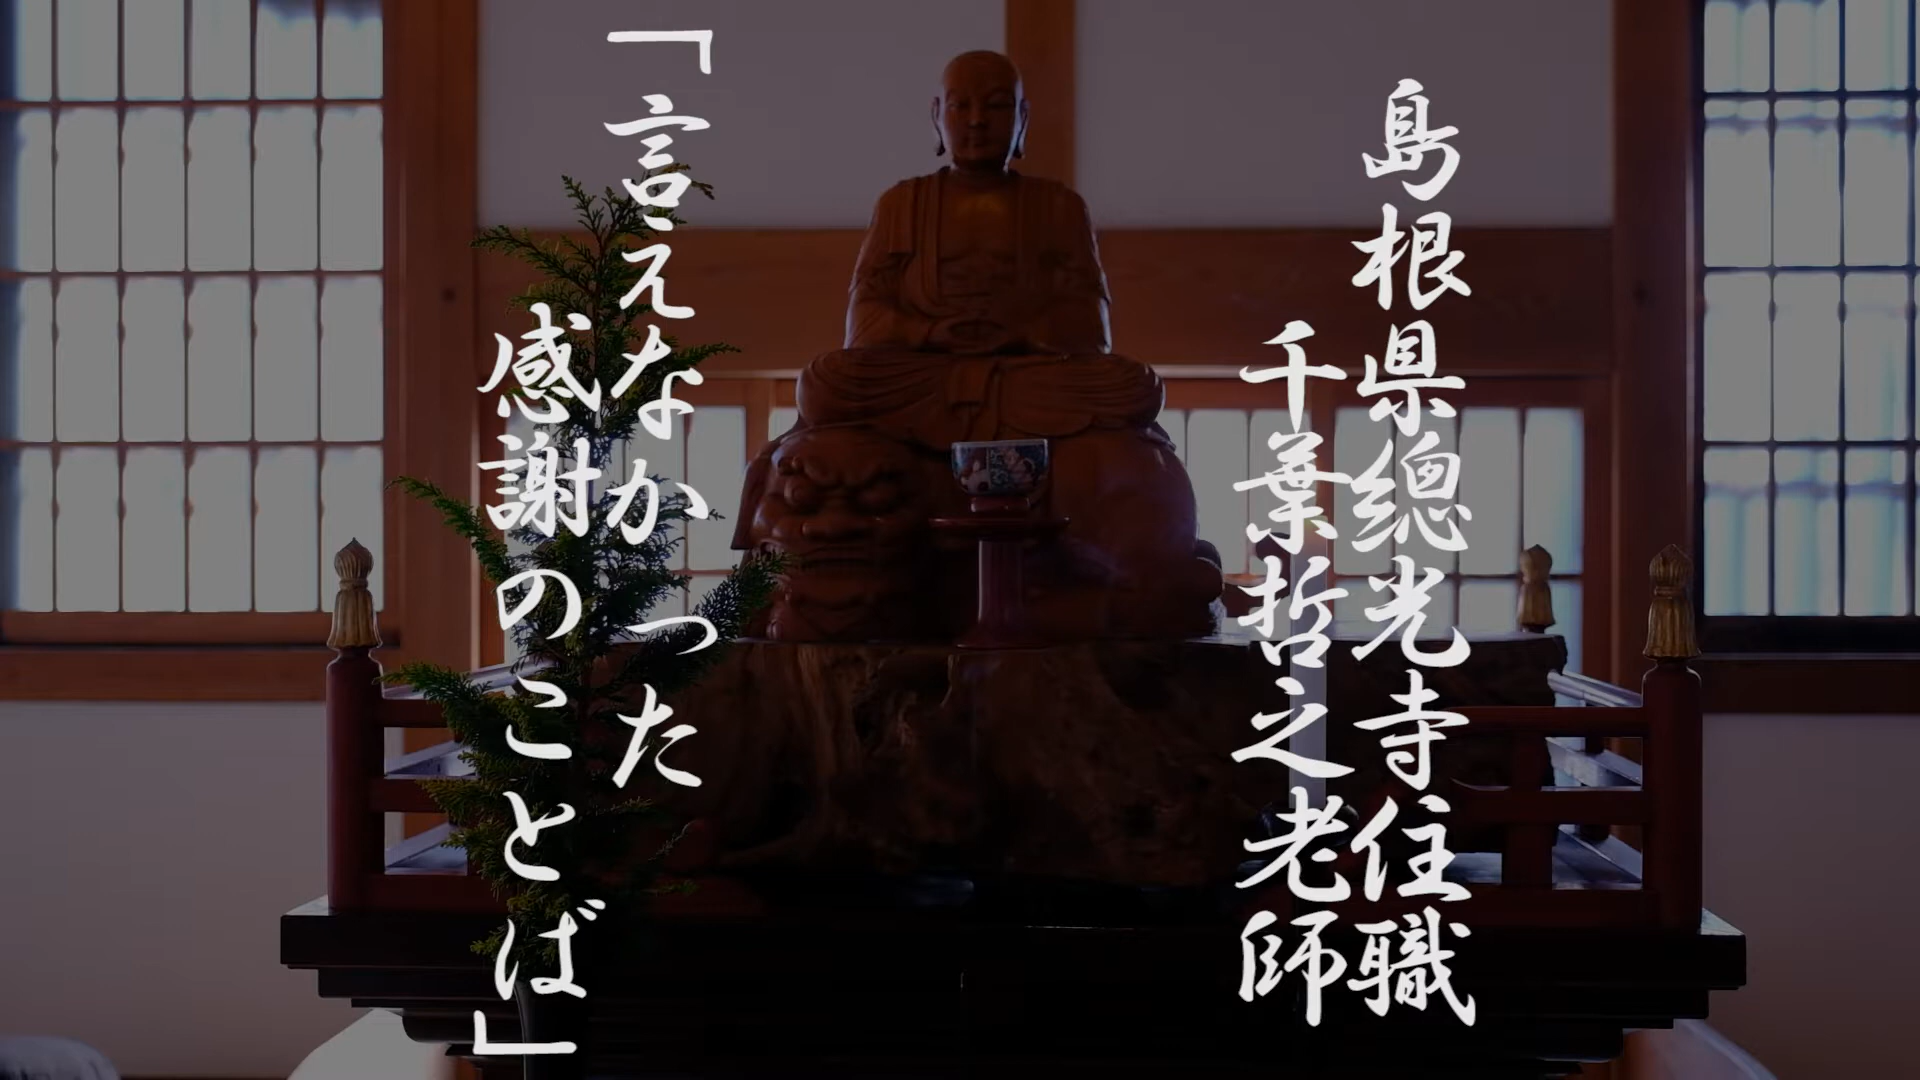 島根県總光寺住職
千葉哲之老師
「言えなかった
感謝のことば」